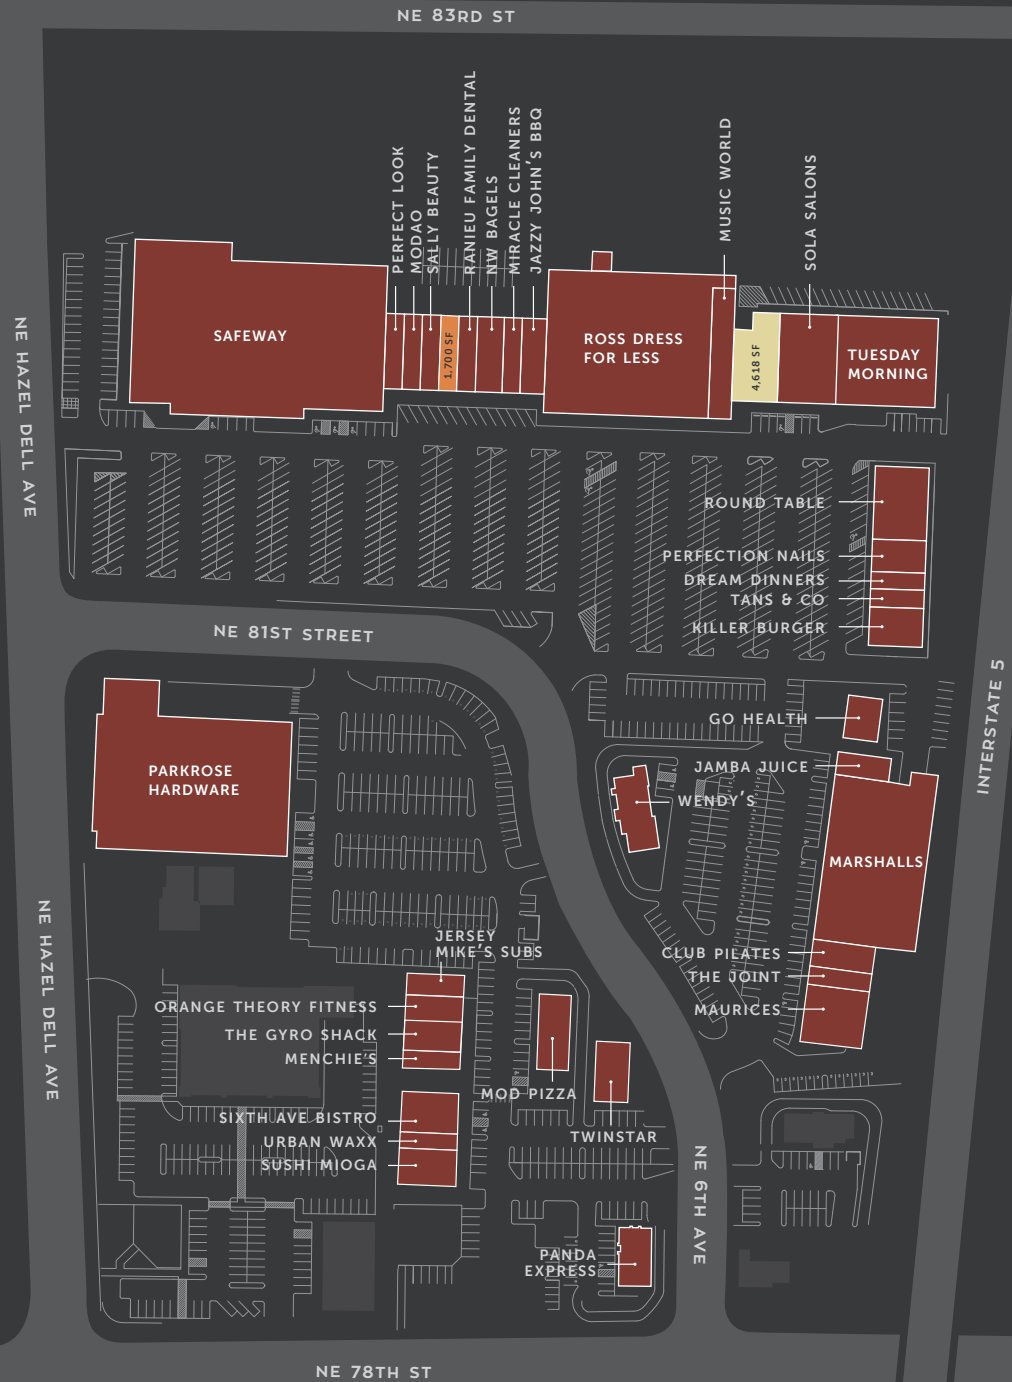 NE 83RD ST
PERFECT LOOK
MODAO
SALLY BEAUTY
RANIEU FAMILY DENTAL
NW BAGELS
MIRACLE CLEANERS
JAZZY JOHN'S BBQ
MUSIC WORLD
SOLA SALONS
SAFEWAY
1,700 SF
ROSS DRESS
FOR LESS
4,618 SF
TUESDAY
MORNING
NE HAZEL DELL AVE
ROUND TABLE
PERFECTION NAILS
DREAM DINNERS
TANS & CO
KILLER BURGER
NE 81ST STREET
INTERSTATE 5
GO HEALTH
JAMBA JUICE
WENDY'S
PARKROSE
HARDWARE
MARSHALLS
NE HAZEL DELL AVE
JERSEY
MIKE'S SUBS
CLUB PILATES
THE JOINT
MAURICES
ORANGE THEORY FITNESS
THE GYRO SHACK
MENCHIE'S
MOD PIZZA
SIXTH AVE BISTRO
URBAN WAXX
SUSHI MIOGA
TWINSTAR
NE 6TH AVE
PANDA
EXPRESS
NE 78TH ST